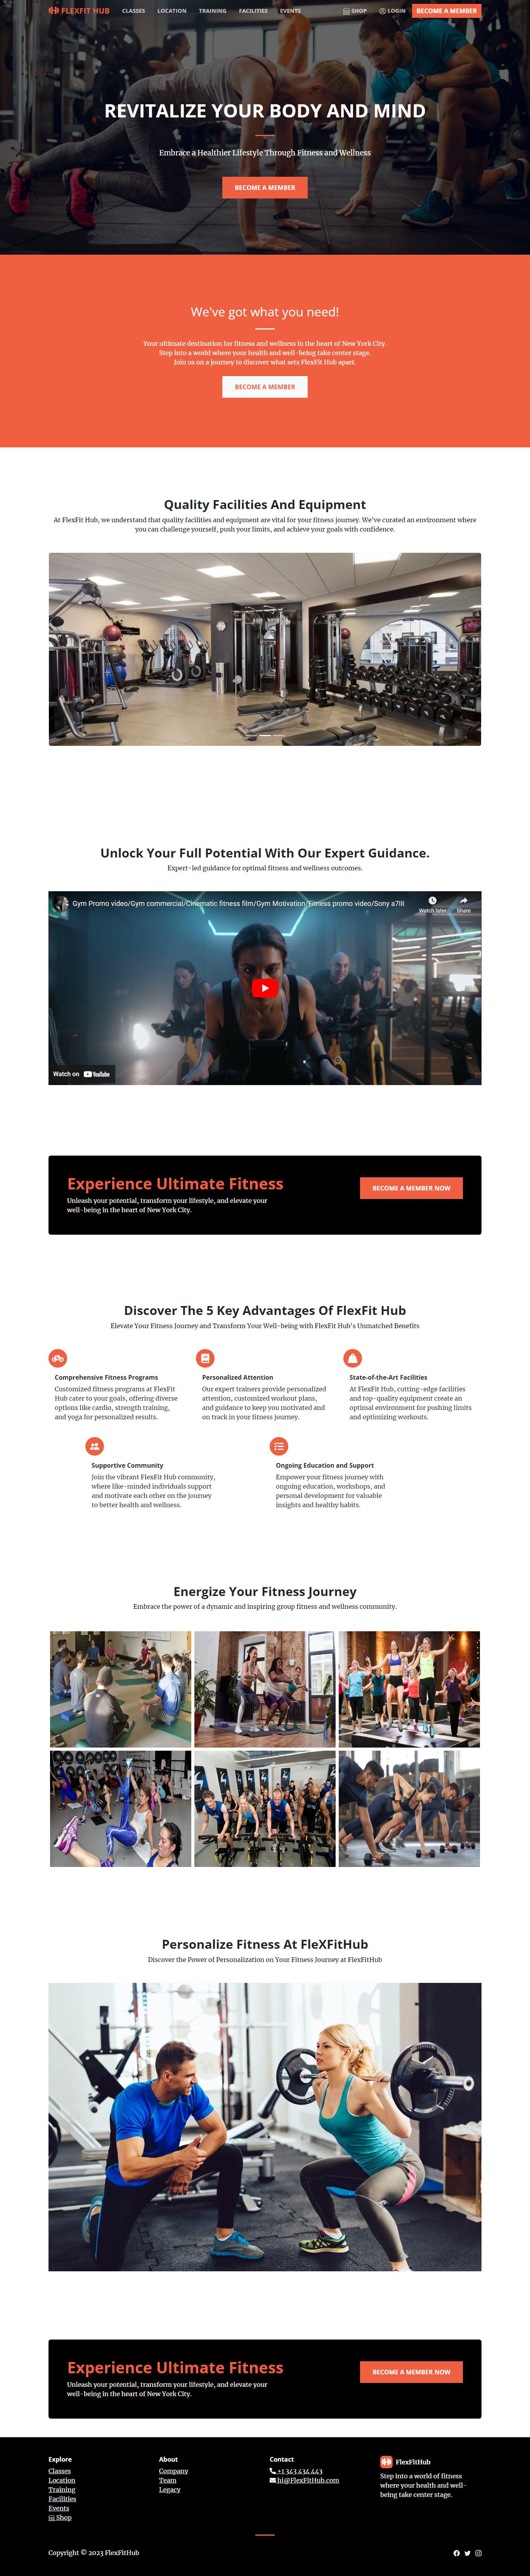 FLEXFIT HUB CLASSES LOCATION TRAINING FACILITIES EVENTS SHOP LOGIN BECOME A MEMBER
REVITALIZE YOUR BODY AND MIND
Embrace a Healthier Lifestyle Through Fitness and Wellness
BECOME A MEMBER
We've got what you need!
Your ultimate destination for fitness and wellness in the heart of New York City.
Step into a world where your health and well-being take center stage.
Join us on a journey to discover what sets FlexFit Hub apart.
BECOME A MEMBER
Quality Facilities And Equipment
At FlexFit Hub, we understand that quality facilities and equipment are vital for your fitness journey. We've curated an environment where
you can challenge yourself, push your limits, and achieve your goals with confidence.
Unlock Your Full Potential With Our Expert Guidance.
Expert-led guidance for optimal fitness and wellness outcomes.
Gym Promo video/Gym commercial/Cinematic fitness film/Gym Motivation/Fitness promo video/Sony a7III
Watch later Share
Watch on YouTube
Experience Ultimate Fitness
Unleash your potential, transform your lifestyle, and elevate your
well-being in the heart of New York City.
BECOME A MEMBER NOW
Discover The 5 Key Advantages Of FlexFit Hub
Elevate Your Fitness Journey and Transform Your Well-being with FlexFit Hub's Unmatched Benefits
Comprehensive Fitness Programs
Customized fitness programs at FlexFit
Hub cater to your goals, offering diverse
options like cardio, strength training,
and yoga for personalized results.
Personalized Attention
Our expert trainers provide personalized
attention, customized workout plans,
and guidance to keep you motivated and
on track in your fitness journey.
State-of-the-Art Facilities
At FlexFit Hub, cutting-edge facilities
and top-quality equipment create an
optimal environment for pushing limits
and optimizing workouts.
Supportive Community
Join the vibrant FlexFit Hub community,
where like-minded individuals support
and motivate each other on the journey
to better health and wellness.
Ongoing Education and Support
Empower your fitness journey with
ongoing education, workshops, and
personal development for valuable
insights and healthy habits.
Energize Your Fitness Journey
Embrace the power of a dynamic and inspiring group fitness and wellness community.
Personalize Fitness At FleXFitHub
Discover the Power of Personalization on Your Fitness Journey at FlexFitHub
Experience Ultimate Fitness
Unleash your potential, transform your lifestyle, and elevate your
well-being in the heart of New York City.
BECOME A MEMBER NOW
Explore
Classes
Location
Training
Facilities
Events
Shop
About
Company
Team
Legacy
Contact
+1 343 434 443
hi@FlexFitHub.com
FlexFitHub
Step into a world of fitness
where your health and well-
being take center stage.
Copyright © 2023 FlexFitHub